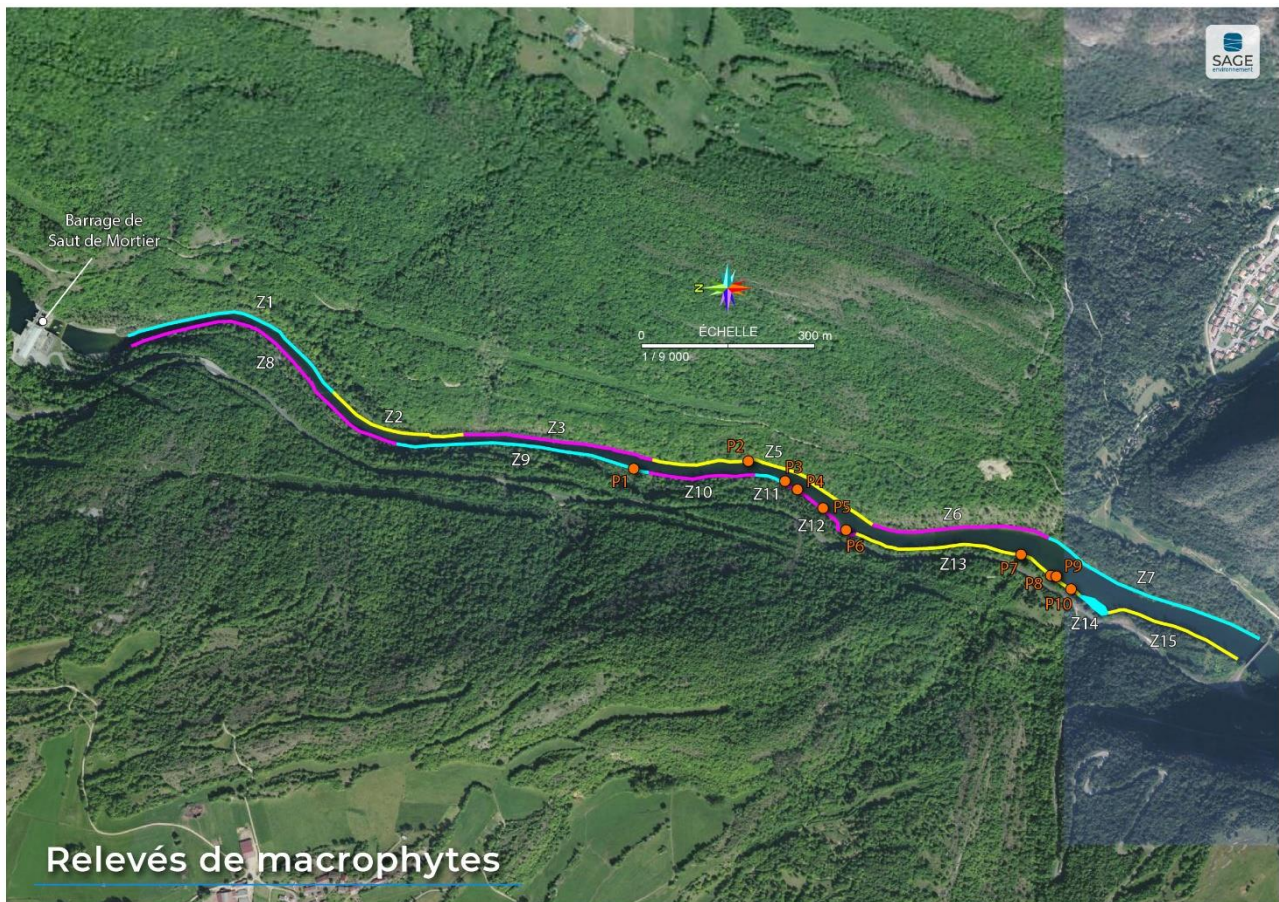 SAGE
environnement
Barrage de
Saut de Mortier
Z1
Z8
N
ÉCHELLE
0 300 m
1 / 9 000
Z2
Z3
Z9
P1
P2
Z5
Z10
Z11
P3
P4
P5
Z12
P6
Z6
Z13
P7
P8
P9
P10
Z7
Z14
Z15
Relevés de macrophytes